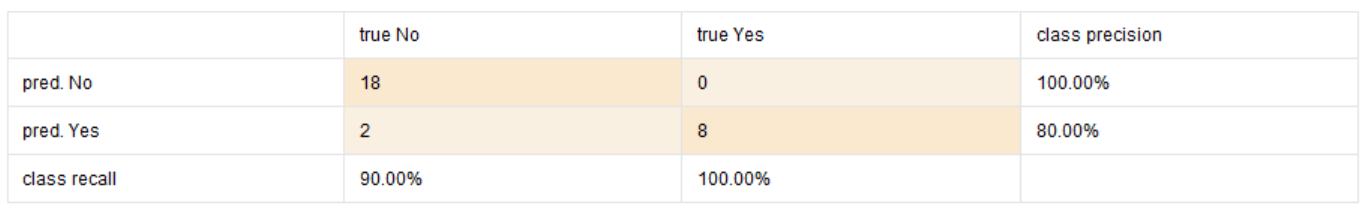 true No true Yes class precision
pred. No 18 0 100.00%
pred. Yes 2 8 80.00%
class recall 90.00% 100.00%